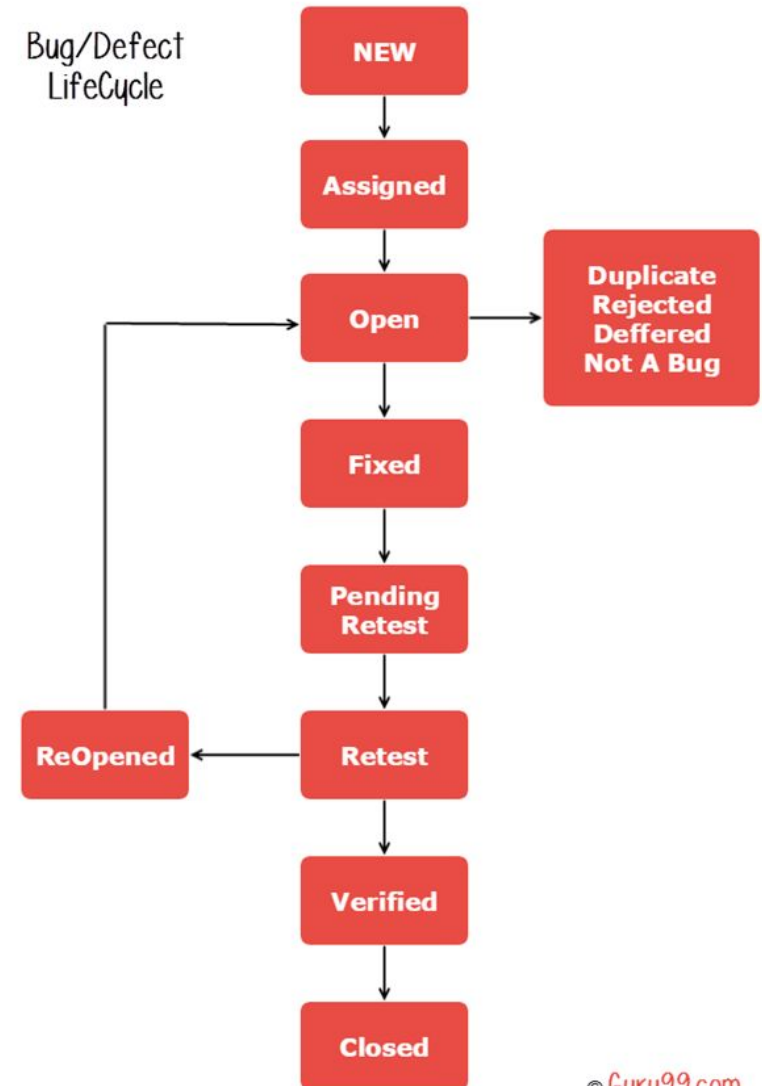 Bug/Defect
LifeCycle
NEW
Assigned
Open
Duplicate
Rejected
Deffered
Not A Bug
Fixed
Pending
Retest
ReOpened
Retest
Verified
Closed
© Guru99.com